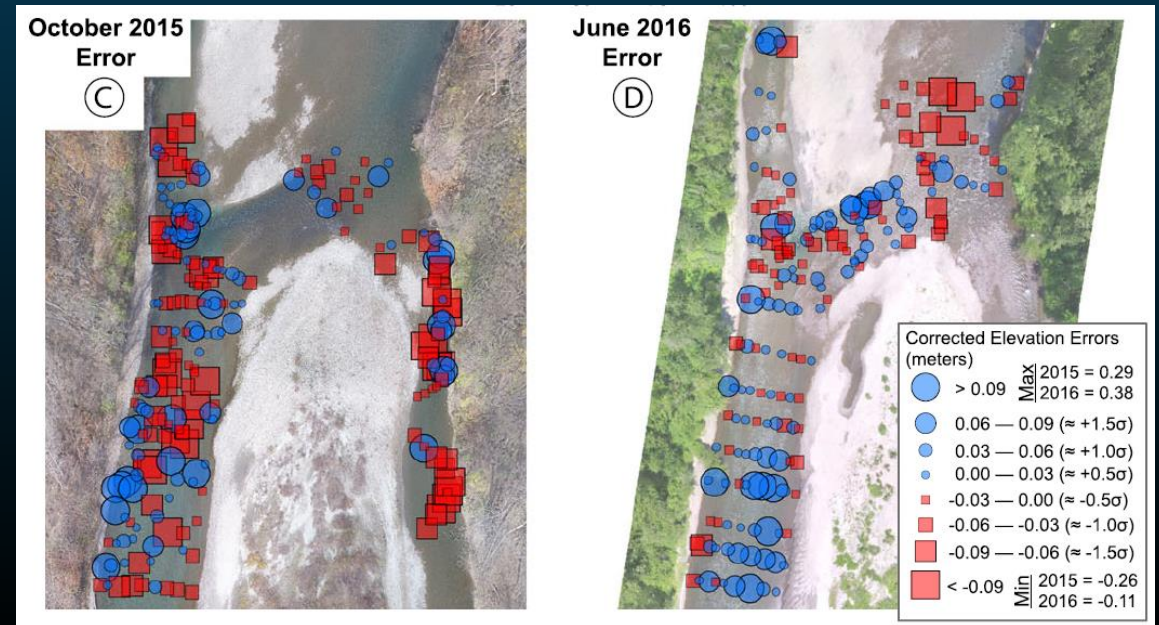 October 2015
Error
C
June 2016
Error
D
Corrected Elevation Errors
(meters)
> 0.09 Max 2015 = 0.29
2016 = 0.38
0.06 — 0.09 (≈ +1.5σ)
0.03 — 0.06 (≈ +1.0σ)
0.00 — 0.03 (≈ +0.5σ)
-0.03 — 0.00 (≈ -0.5σ)
-0.06 — -0.03 (≈ -1.0σ)
-0.09 — -0.06 (≈ -1.5σ)
< -0.09 Min 2015 = -0.26
2016 = -0.11